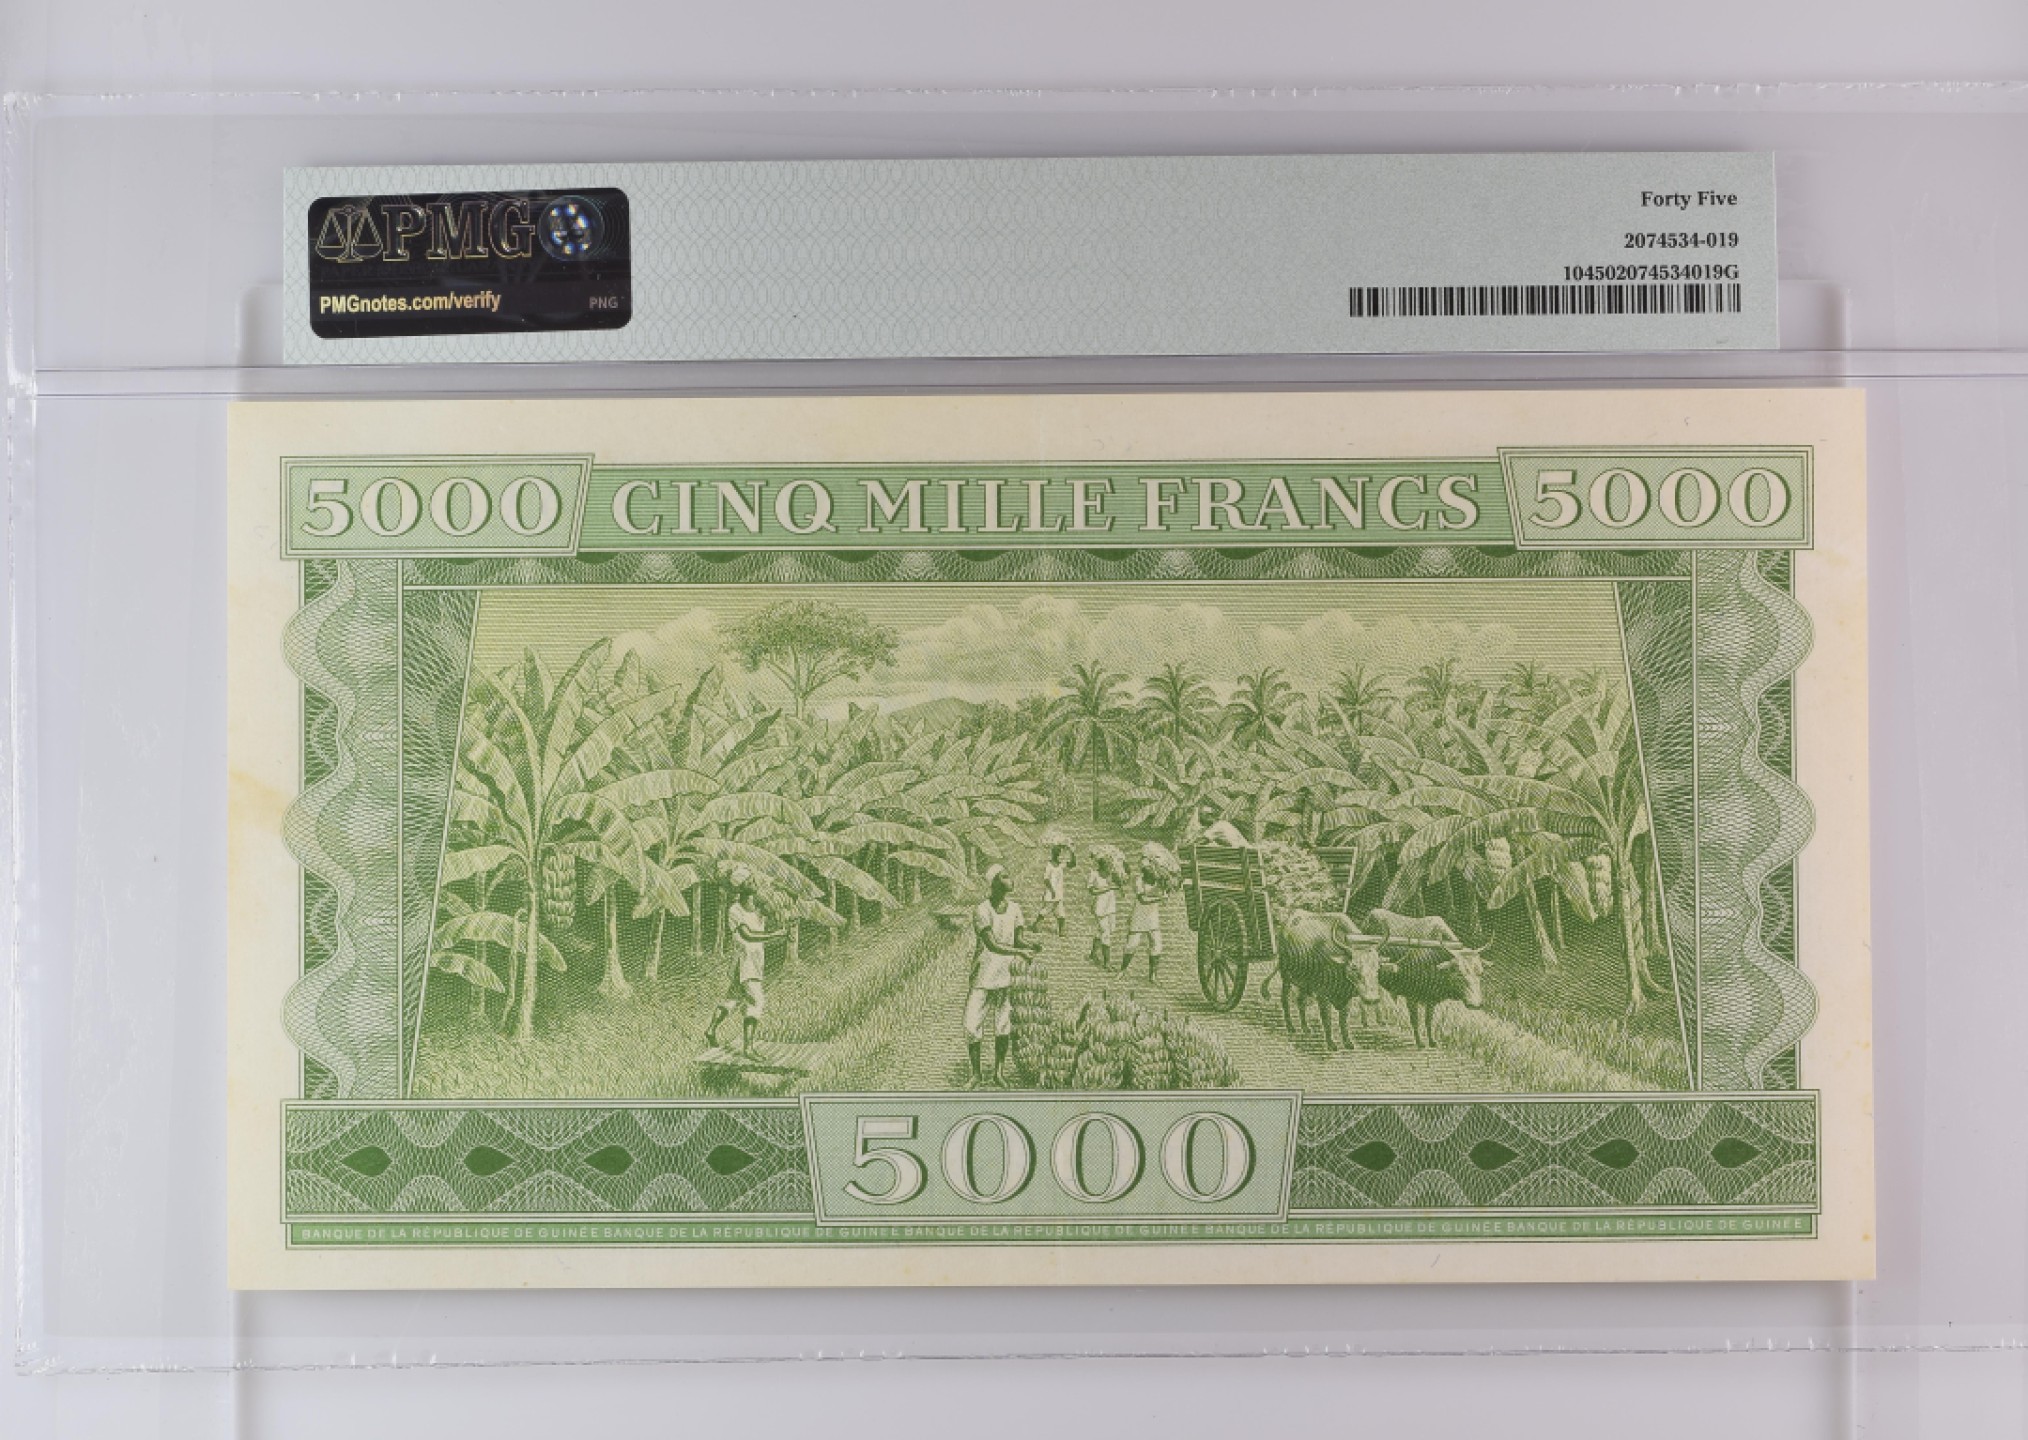 PMG
PMGnotes.com/verify
PNG
Forty Five
2074534-019
104502074534019G
5000 CINQ MILLE FRANCS 5000
5000
BANQUE DE LA RÉPUBLIQUE DE GUINÉE BANQUE DE LA RÉPUBLIQUE DE GUINÉE BANQUE DE LA RÉPUBLIQUE DE GUINÉE BANQUE DE LA RÉPUBLIQUE DE GUINÉE BANQUE DE LA RÉPUBLIQUE DE GUINÉE